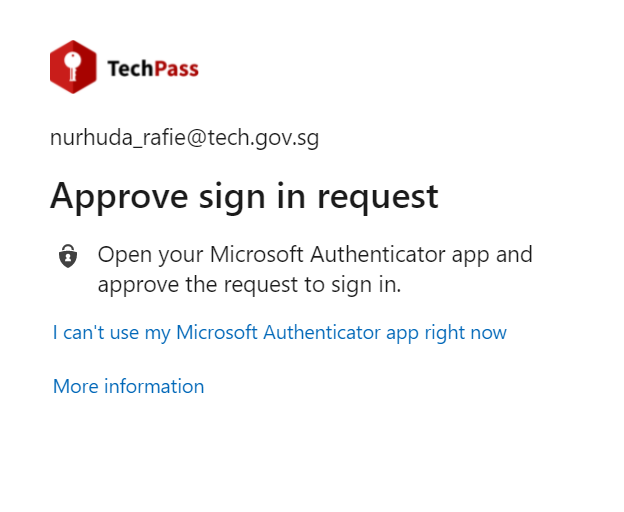 TechPass
nurhuda_rafie@tech.gov.sg
Approve sign in request
Open your Microsoft Authenticator app and
approve the request to sign in.
I can't use my Microsoft Authenticator app right now
More information